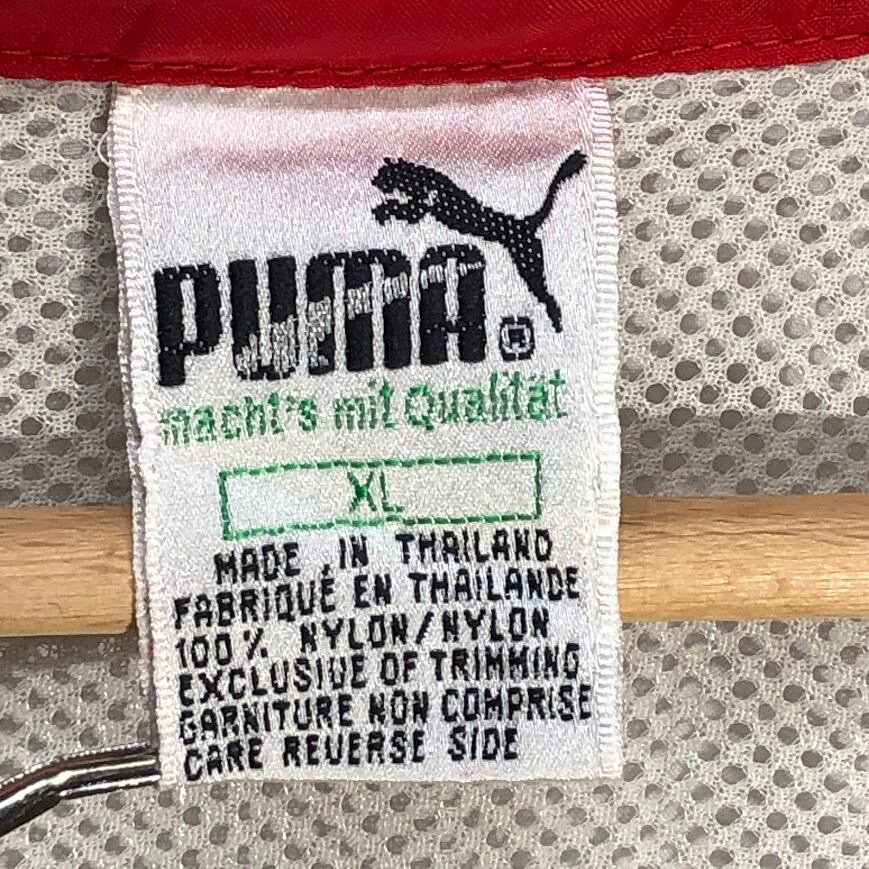 PUMA®
macht's mit Qualität
XL
MADE IN THAILAND
FABRIQUÉ EN THAILANDE
100% NYLON/NYLON
EXCLUSIVE OF TRIMMING
GARNITURE NON COMPRISE
CARE REVERSE SIDE